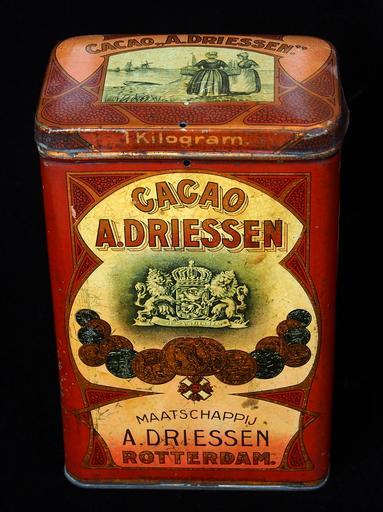 CACAO „A.DRIESSEN."
1 Kilogram.
CACAO
A.DRIESSEN
MAATSCHAPPIJ
A.DRIESSEN
ROTTERDAM.